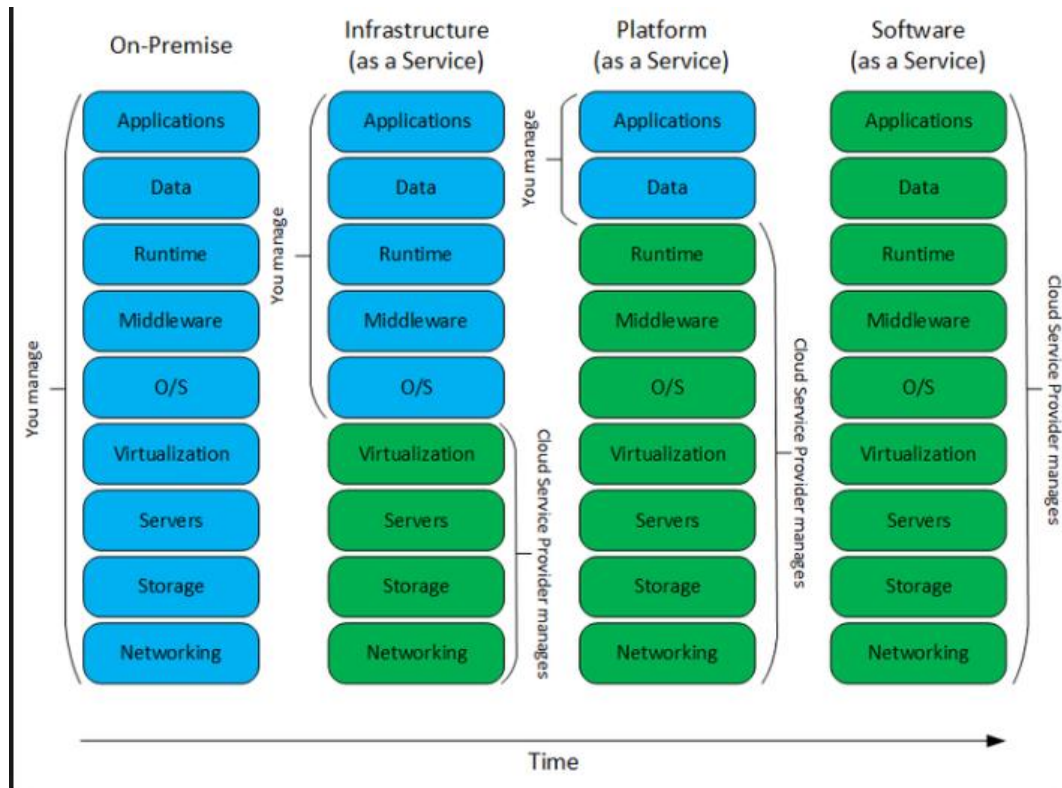 On-Premise
Infrastructure
(as a Service)
Platform
(as a Service)
Software
(as a Service)
You manage
Applications
Data
Runtime
Middleware
O/S
Virtualization
Servers
Storage
Networking
You manage
Applications
Data
Runtime
Middleware
O/S
Virtualization
Servers
Storage
Networking
Cloud Service Provider manages
You manage
Applications
Data
Runtime
Middleware
O/S
Virtualization
Servers
Storage
Networking
Cloud Service Provider manages
Applications
Data
Runtime
Middleware
O/S
Virtualization
Servers
Storage
Networking
Cloud Service Provider manages
Time